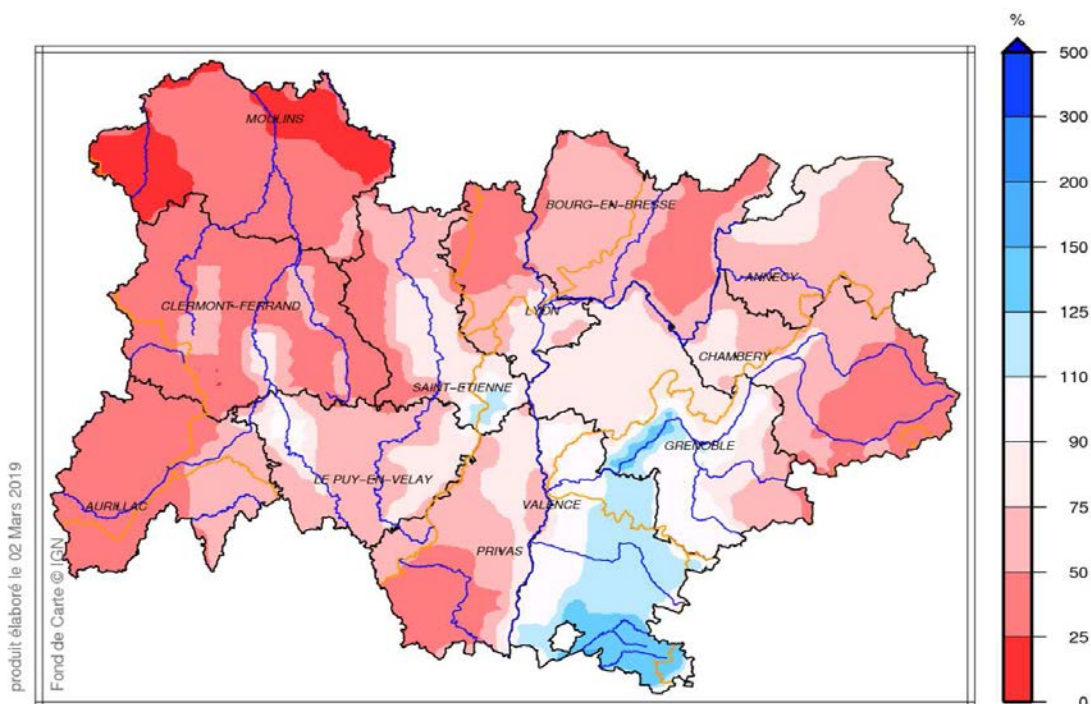 %
500
300
200
150
125
110
90
75
50
25
0
MOULINS
BOURG-EN-BRESSE
ANNECY
CLERMONT-FERRAND
LYON
CHAMBERY
SAINT-ETIENNE
GRENOBLE
LE PUY-EN-VELAY
AURILLAC
VALENCE
PRIVAS
produit élaboré le 02 Mars 2019
Fond de Carte © IGN